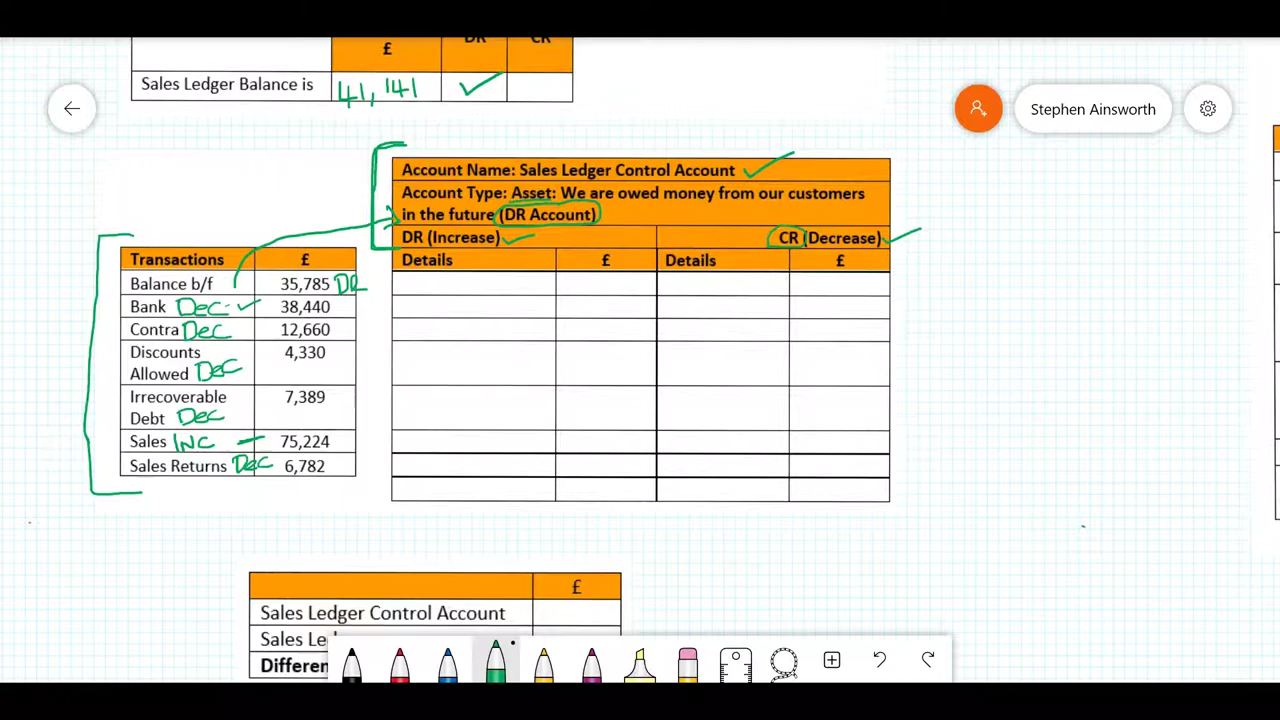 DR CR
£
Sales Ledger Balance is 41,141
Stephen Ainsworth
Account Name: Sales Ledger Control Account
Account Type: Asset: We are owed money from our customers
in the future (DR Account)
DR (Increase) CR (Decrease)
Details £ Details £
Transactions £
Balance b/f 35,785 DR
Bank Dec 38,440
Contra Dec 12,660
Discounts 4,330
Allowed Dec
Irrecoverable 7,389
Debt Dec
Sales INC 75,224
Sales Returns Dec 6,782
£
Sales Ledger Control Account
Sales Led
Differen